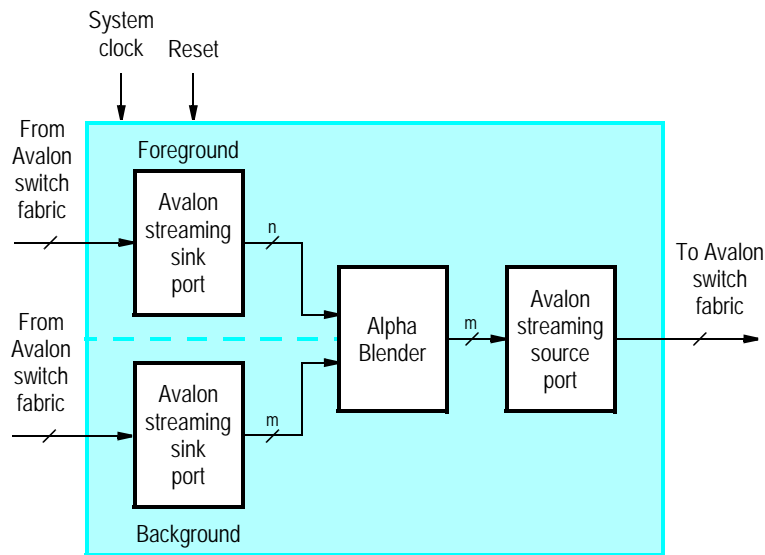 System
clock
Reset
From
Avalon
switch
fabric
Foreground
Avalon
streaming
sink
port
n
To Avalon
switch
fabric
Alpha
Blender
m
Avalon
streaming
source
port
From
Avalon
switch
fabric
Avalon
streaming
sink
port
m
Background